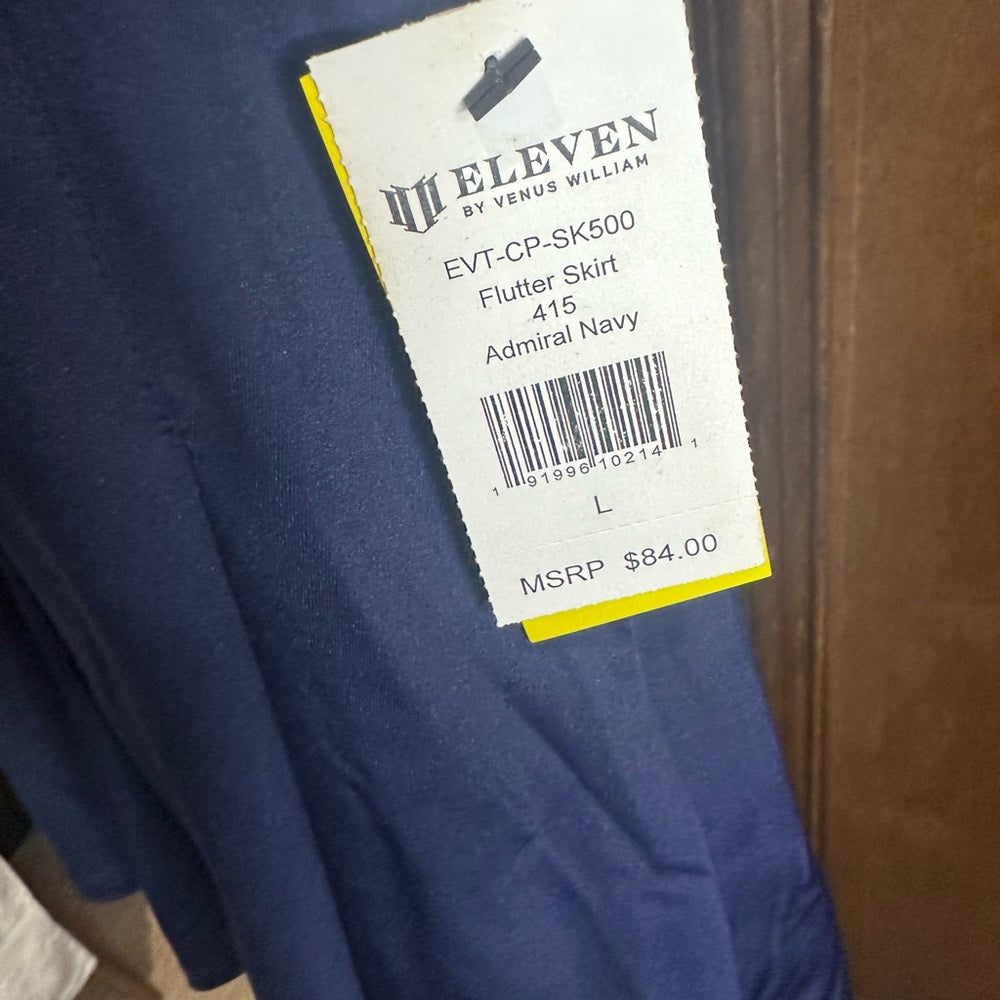 ELEVEN
BY VENUS WILLIAM
EVT-CP-SK500
Flutter Skirt
415
Admiral Navy
1 91996 10214 1
L
MSRP $84.00